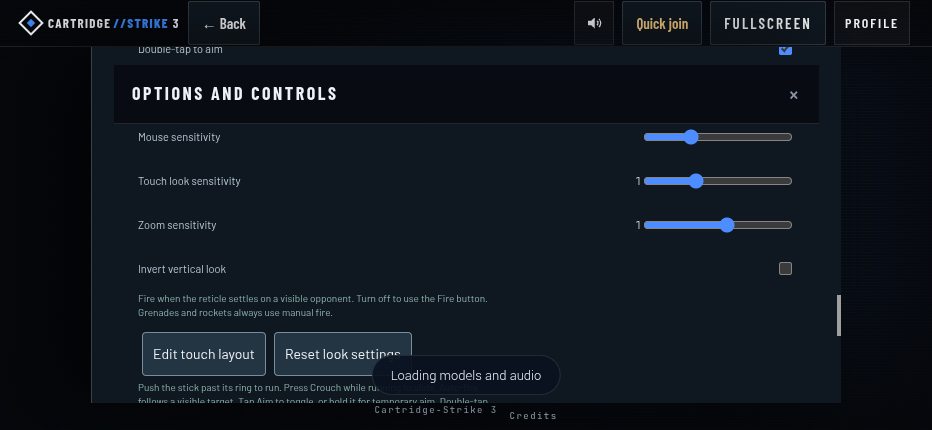 CARTRIDGE//STRIKE 3
← Back
Quick join
FULLSCREEN
PROFILE
Double-tap to aim
OPTIONS AND CONTROLS
×
Mouse sensitivity
Touch look sensitivity
1
Zoom sensitivity
1
Invert vertical look
Fire when the reticle settles on a visible opponent. Turn off to use the Fire button.
Grenades and rockets always use manual fire.
Edit touch layout
Reset look settings
Loading models and audio
Push the stick past its ring to run. Press Crouch while
follows a visible target. Tap Aim to toggle, or hold it for temporary aim. Double-tap
Cartridge-Strike 3
Credits